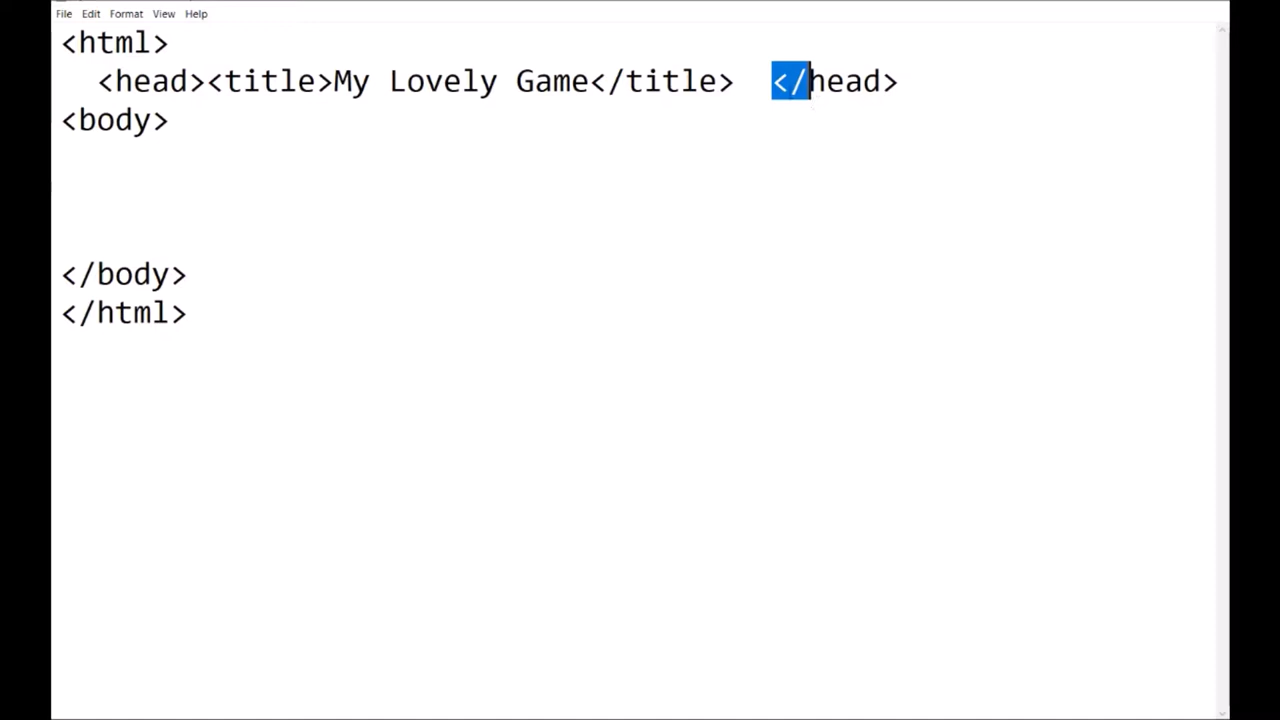 File Edit Format View Help
<html>
  <head><title>My Lovely Game</title>  </head>
<body>
</body>
</html>